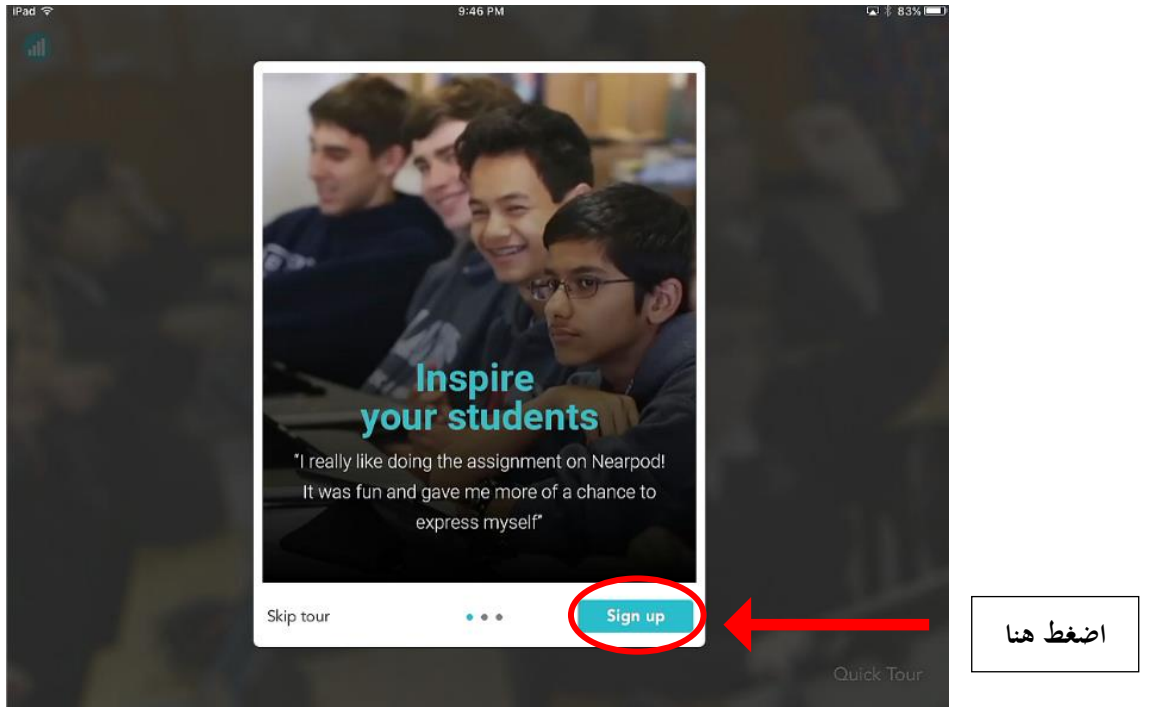 iPad 9:46 PM 83%
Inspire
your students
"I really like doing the assignment on Nearpod!
It was fun and gave me more of a chance to
express myself"
Skip tour Sign up
اضغط هنا
Quick Tour